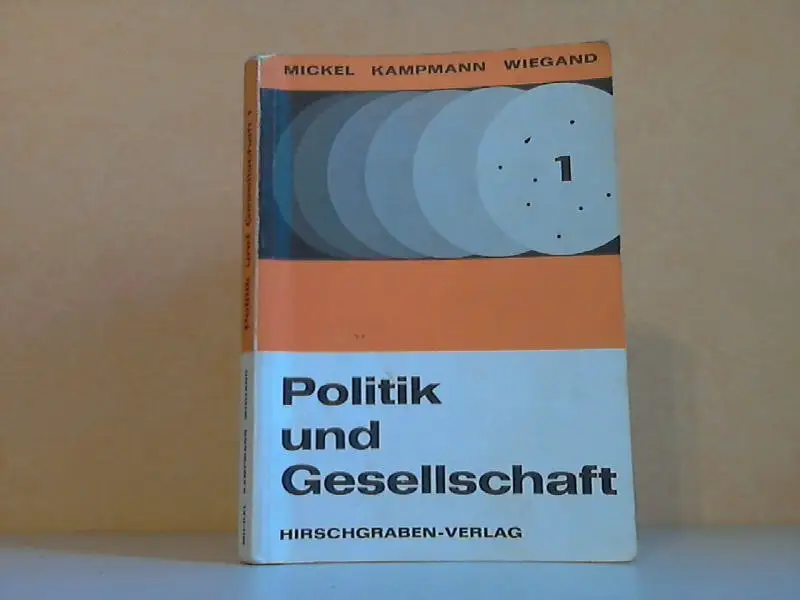 MICKEL KAMPMANN WIEGAND
1
Politik
und
Gesellschaft
HIRSCHGRABEN-VERLAG
Politik und Gesellschaft 1
MICKEL KAMPMANN WIEGAND